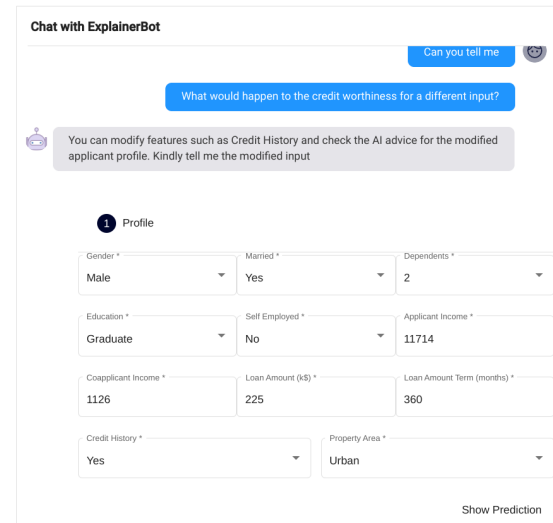 Chat with ExplainerBot
Can you tell me
What would happen to the credit worthiness for a different input?
You can modify features such as Credit History and check the AI advice for the modified
applicant profile. Kindly tell me the modified input
1 Profile
Gender * Married * Dependents *
Male Yes 2
Education * Self Employed * Applicant Income *
Graduate No 11714
Coapplicant Income * Loan Amount (k$) * Loan Amount Term (months) *
1126 225 360
Credit History * Property Area *
Yes Urban
Show Prediction